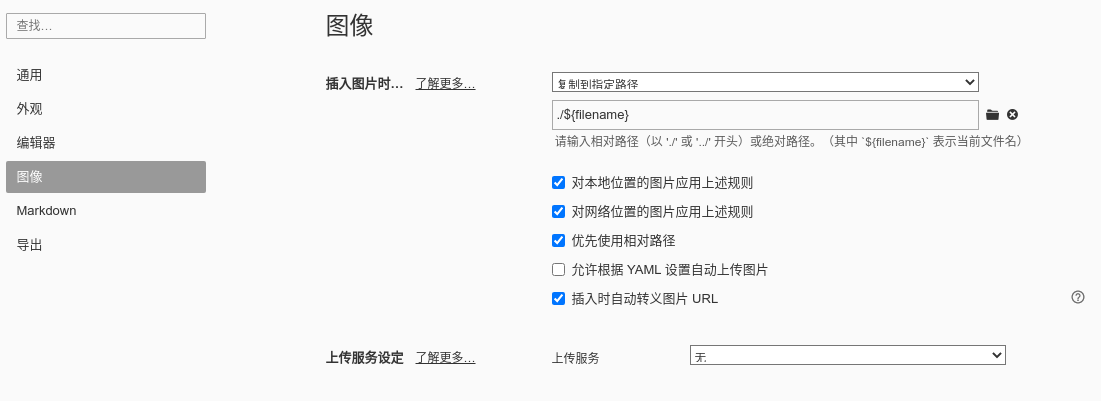 查找…
通用
外观
编辑器
图像
Markdown
导出
图像
插入图片时… 了解更多… 复制到指定路径
./${filename}
请输入相对路径（以 './' 或 '../' 开头）或绝对路径。（其中 `${filename}` 表示当前文件名）
对本地位置的图片应用上述规则
对网络位置的图片应用上述规则
优先使用相对路径
允许根据 YAML 设置自动上传图片
插入时自动转义图片 URL
上传服务设定 了解更多… 上传服务 无